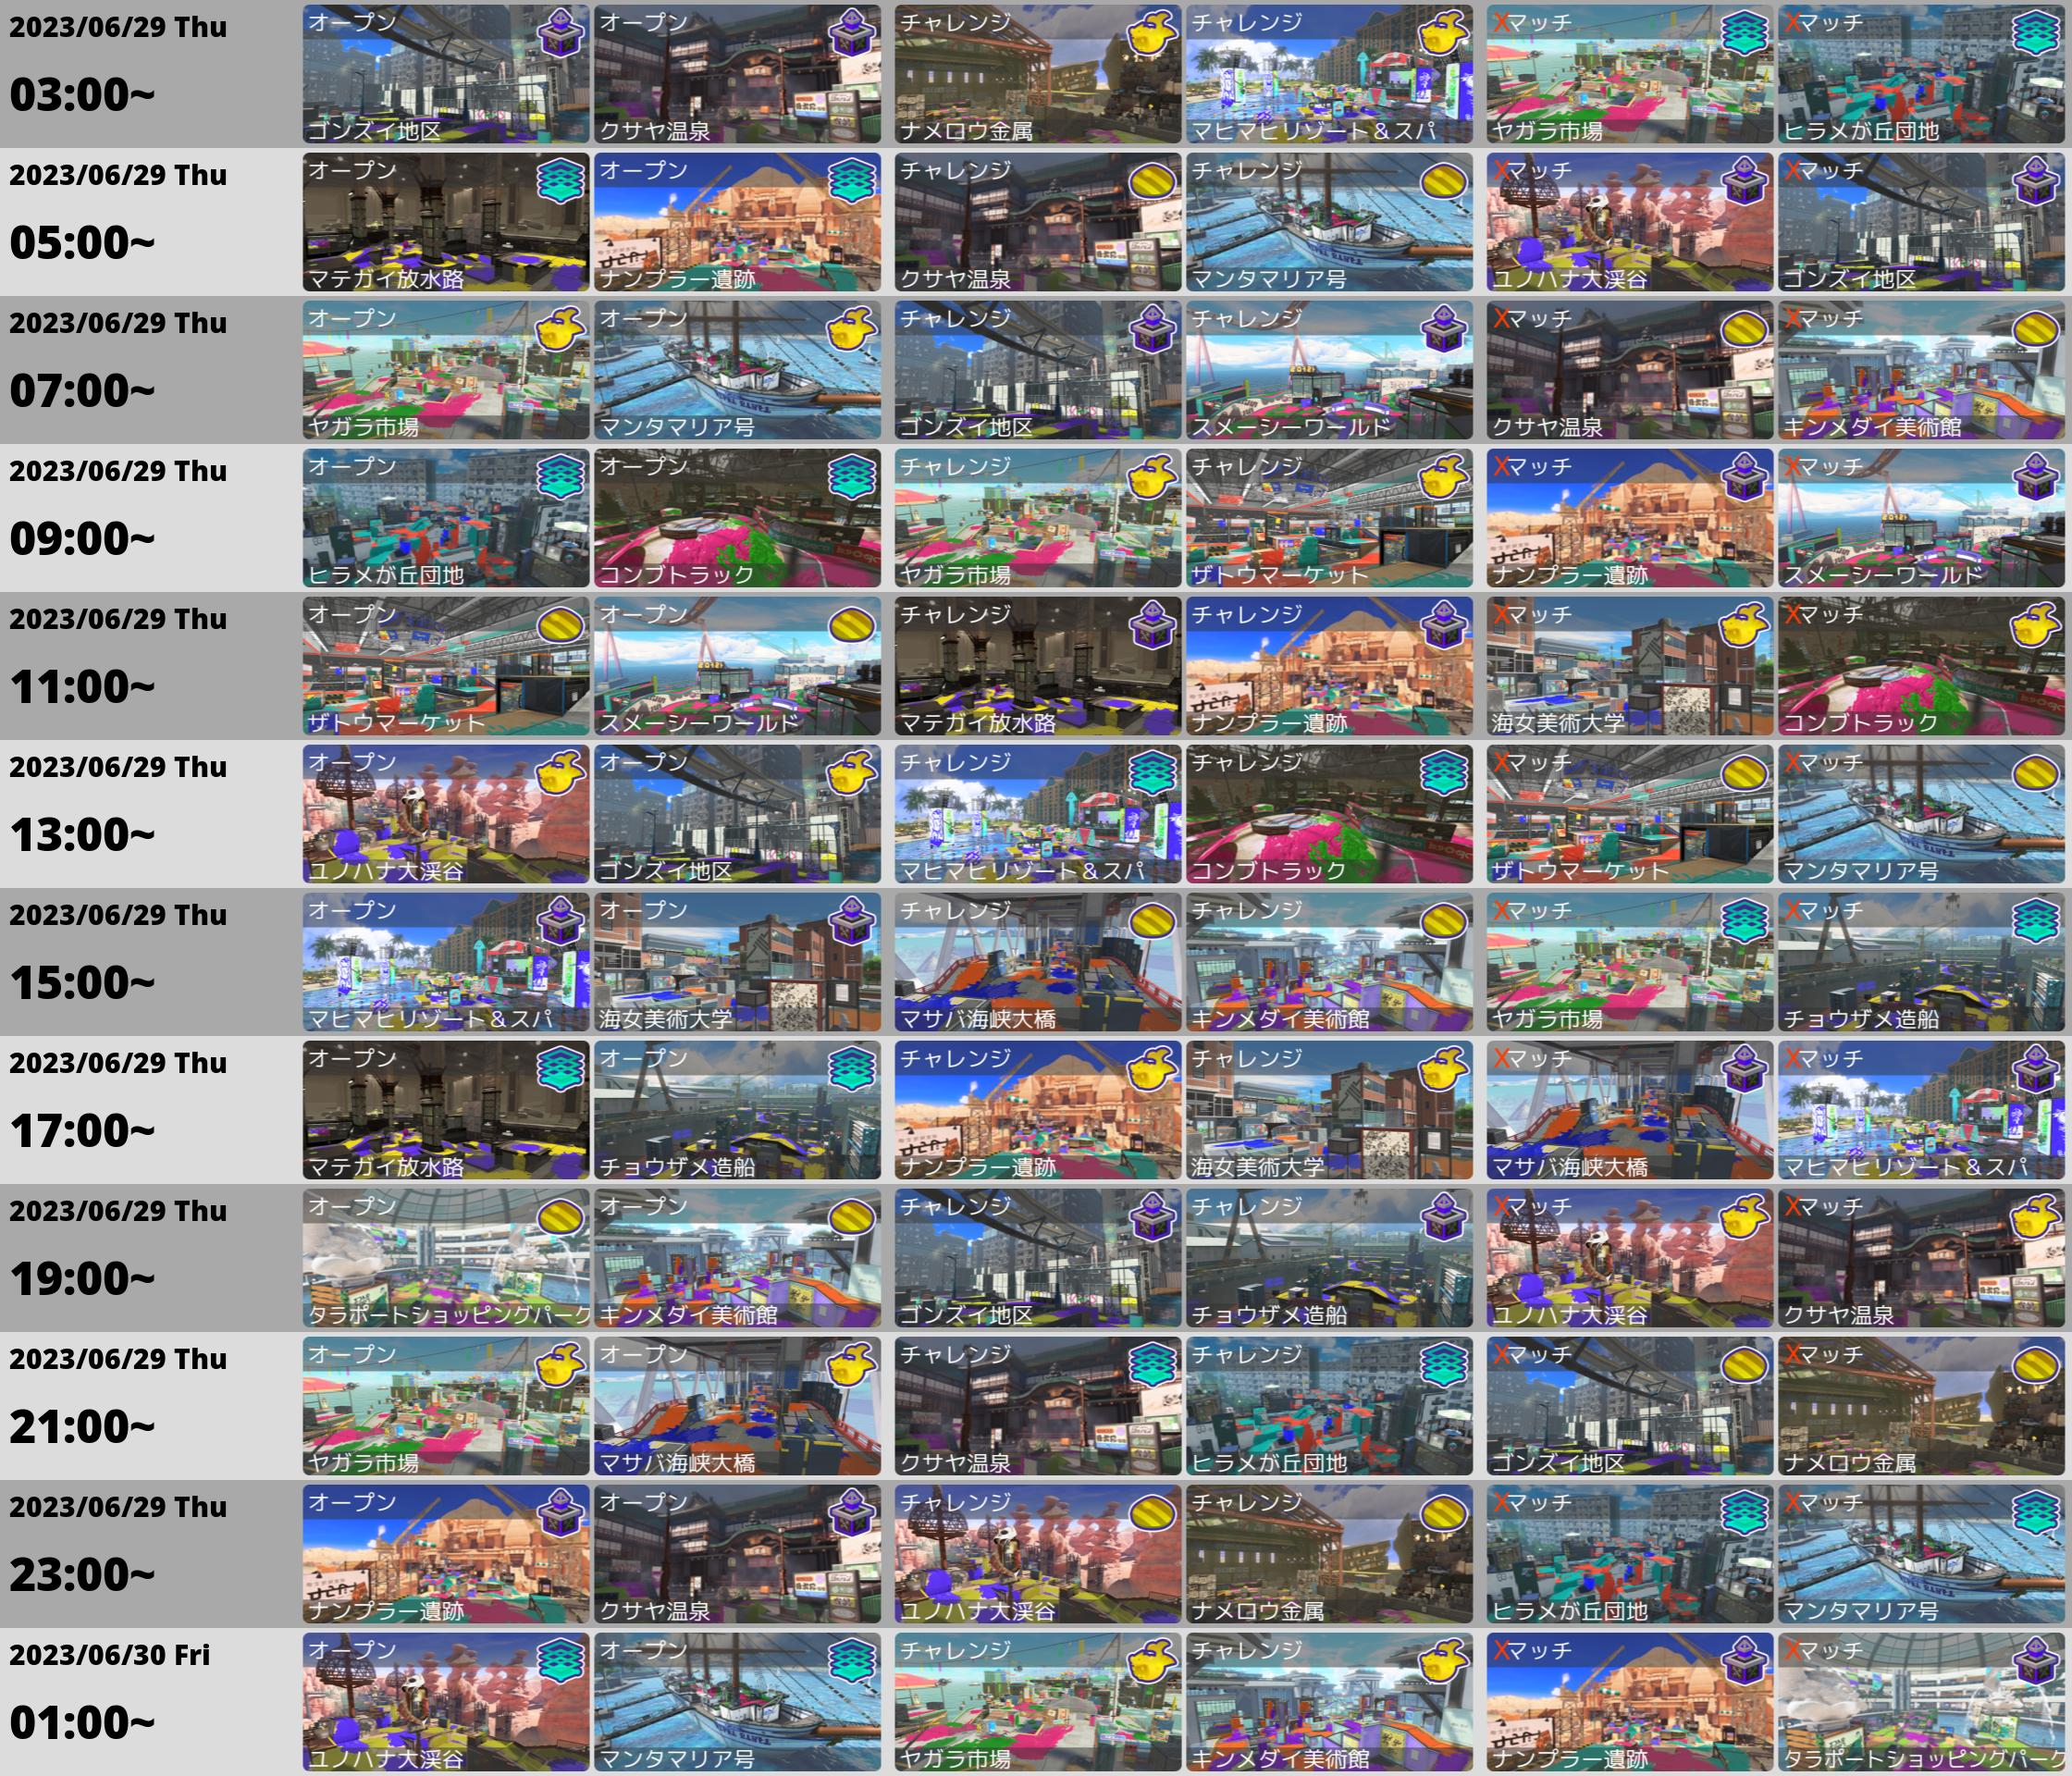 2023/06/29 Thu
03:00~
オープン オープン チャレンジ チャレンジ Xマッチ Xマッチ
ゴンズイ地区 クサヤ温泉 ナメロウ金属 マヒマヒリゾート＆スパ ヤガラ市場 ヒラメが丘団地
2023/06/29 Thu
05:00~
オープン オープン チャレンジ チャレンジ Xマッチ Xマッチ
マテガイ放水路 ナンプラー遺跡 クサヤ温泉 マンタマリア号 ユノハナ大渓谷 ゴンズイ地区
2023/06/29 Thu
07:00~
オープン オープン チャレンジ チャレンジ Xマッチ Xマッチ
ヤガラ市場 マンタマリア号 ゴンズイ地区 スメーシーワールド クサヤ温泉 キンメダイ美術館
2023/06/29 Thu
09:00~
オープン オープン チャレンジ チャレンジ Xマッチ Xマッチ
ヒラメが丘団地 コンブトラック ヤガラ市場 ザトウマーケット ナンプラー遺跡 スメーシーワールド
2023/06/29 Thu
11:00~
オープン オープン チャレンジ チャレンジ Xマッチ Xマッチ
ザトウマーケット スメーシーワールド マテガイ放水路 ナンプラー遺跡 海女美術大学 コンブトラック
2023/06/29 Thu
13:00~
オープン オープン チャレンジ チャレンジ Xマッチ Xマッチ
ユノハナ大渓谷 ゴンズイ地区 マヒマヒリゾート＆スパ コンブトラック ザトウマーケット マンタマリア号
2023/06/29 Thu
15:00~
オープン オープン チャレンジ チャレンジ Xマッチ Xマッチ
マヒマヒリゾート＆スパ 海女美術大学 マサバ海峡大橋 キンメダイ美術館 ヤガラ市場 チョウザメ造船
2023/06/29 Thu
17:00~
オープン オープン チャレンジ チャレンジ Xマッチ Xマッチ
マテガイ放水路 チョウザメ造船 ナンプラー遺跡 海女美術大学 マサバ海峡大橋 マヒマヒリゾート＆スパ
2023/06/29 Thu
19:00~
オープン オープン チャレンジ チャレンジ Xマッチ Xマッチ
タラポートショッピングパーク キンメダイ美術館 ゴンズイ地区 チョウザメ造船 ユノハナ大渓谷 クサヤ温泉
2023/06/29 Thu
21:00~
オープン オープン チャレンジ チャレンジ Xマッチ Xマッチ
ヤガラ市場 マサバ海峡大橋 クサヤ温泉 ヒラメが丘団地 ゴンズイ地区 ナメロウ金属
2023/06/29 Thu
23:00~
オープン オープン チャレンジ チャレンジ Xマッチ Xマッチ
ナンプラー遺跡 クサヤ温泉 ユノハナ大渓谷 ナメロウ金属 ヒラメが丘団地 マンタマリア号
2023/06/30 Fri
01:00~
オープン オープン チャレンジ チャレンジ Xマッチ Xマッチ
ユノハナ大渓谷 マンタマリア号 ヤガラ市場 キンメダイ美術館 ナンプラー遺跡 タラポートショッピングパーク